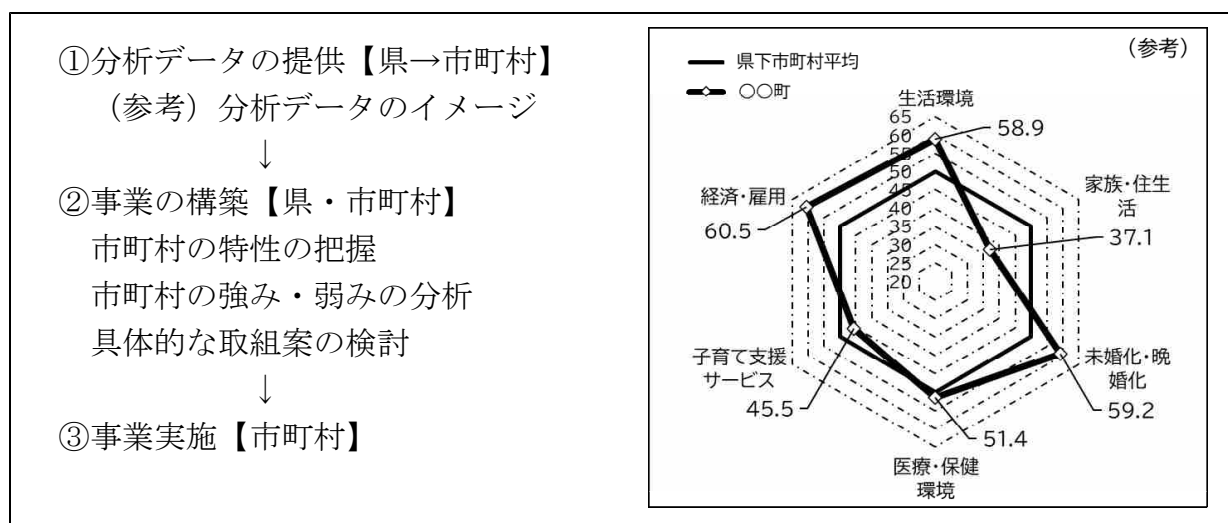 ①分析データの提供【県→市町村】
（参考）分析データのイメージ
↓
②事業の構築【県・市町村】
市町村の特性の把握
市町村の強み・弱みの分析
具体的な取組案の検討
↓
③事業実施【市町村】
（参考）
県下市町村平均
〇〇町
生活環境
58.9
家族・住生
活
37.1
未婚化・晩
婚化
59.2
医療・保健
環境
51.4
子育て支援
サービス
45.5
経済・雇用
60.5
65
60
55
50
45
40
35
30
25
20